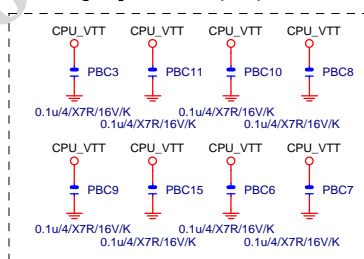 CPU_VTT CPU_VTT CPU_VTT CPU_VTT
PBC3 PBC11 PBC10 PBC8
0.1u/4/X7R/16V/K 0.1u/4/X7R/16V/K
0.1u/4/X7R/16V/K 0.1u/4/X7R/16V/K
CPU_VTT CPU_VTT CPU_VTT CPU_VTT
PBC9 PBC15 PBC6 PBC7
0.1u/4/X7R/16V/K 0.1u/4/X7R/16V/K
0.1u/4/X7R/16V/K 0.1u/4/X7R/16V/K